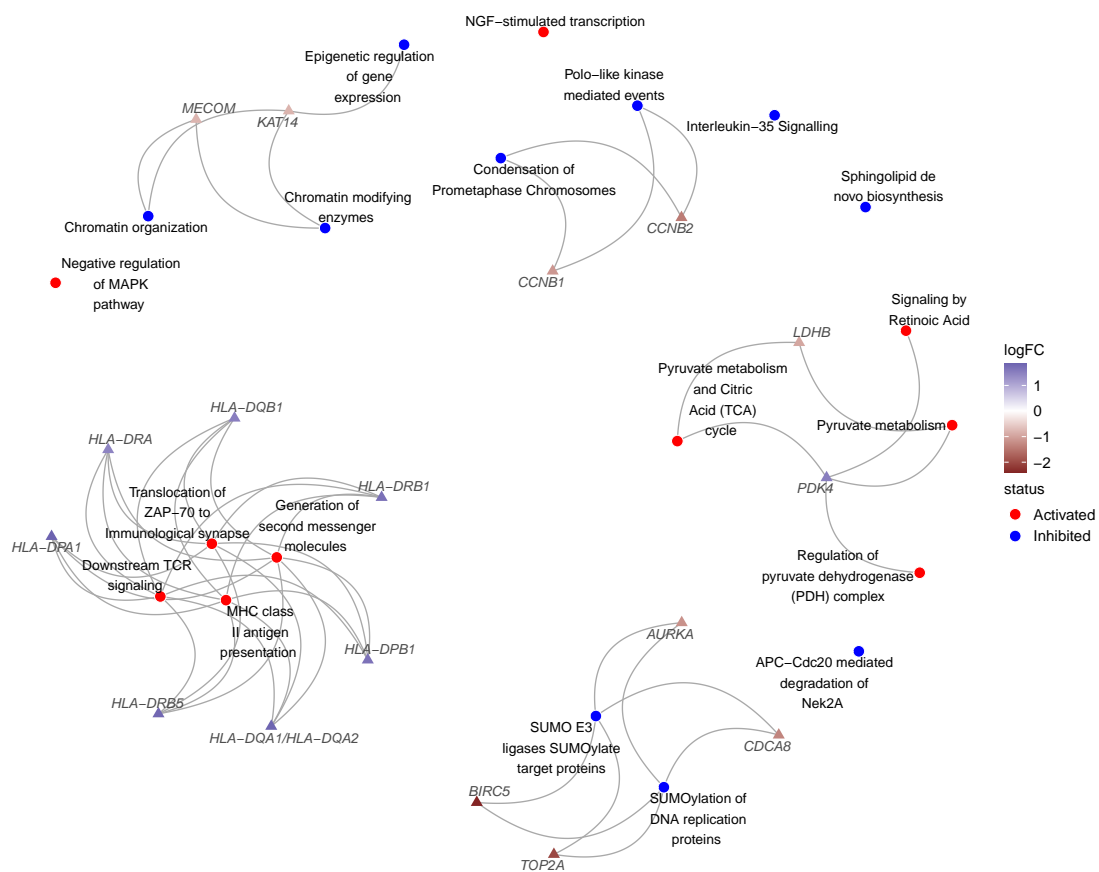 NGF−stimulated transcription
Epigenetic regulation
of gene
expression
Polo−like kinase
mediated events
MECOM
KAT14
Interleukin−35 Signalling
Condensation of
Prometaphase Chromosomes
Sphingolipid de
novo biosynthesis
Chromatin modifying
enzymes
Chromatin organization
CCNB2
CCNB1
Negative regulation
of MAPK
pathway
Signaling by
Retinoic Acid
LDHB
Pyruvate metabolism
and Citric
Acid (TCA)
cycle
Pyruvate metabolism
PDK4
Regulation of
pyruvate dehydrogenase
(PDH) complex
logFC
1
0
−1
−2
status
Activated
Inhibited
HLA−DQB1
HLA−DRA
HLA−DRB1
Translocation of
ZAP−70 to
Immunological synapse
Generation of
second messenger
molecules
HLA−DPA1
Downstream TCR
signaling
MHC class
II antigen
presentation
HLA−DPB1
HLA−DRB5
HLA−DQA1/HLA−DQA2
AURKA
APC−Cdc20 mediated
degradation of
Nek2A
SUMO E3
ligases SUMOylate
target proteins
CDCA8
BIRC5
SUMOylation of
DNA replication
proteins
TOP2A